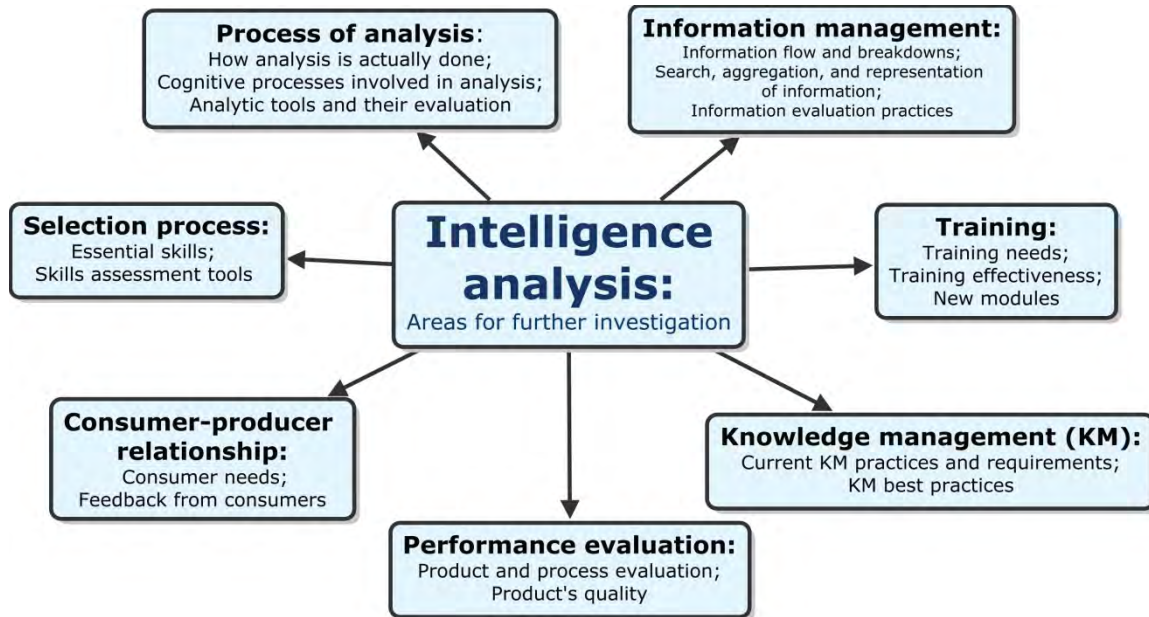 Process of analysis:
How analysis is actually done;
Cognitive processes involved in analysis;
Analytic tools and their evaluation
Information management:
Information flow and breakdowns;
Search, aggregation, and representation
of information;
Information evaluation practices
Selection process:
Essential skills;
Skills assessment tools
Intelligence
analysis:
Areas for further investigation
Training:
Training needs;
Training effectiveness;
New modules
Consumer-producer
relationship:
Consumer needs;
Feedback from consumers
Knowledge management (KM):
Current KM practices and requirements;
KM best practices
Performance evaluation:
Product and process evaluation;
Product's quality